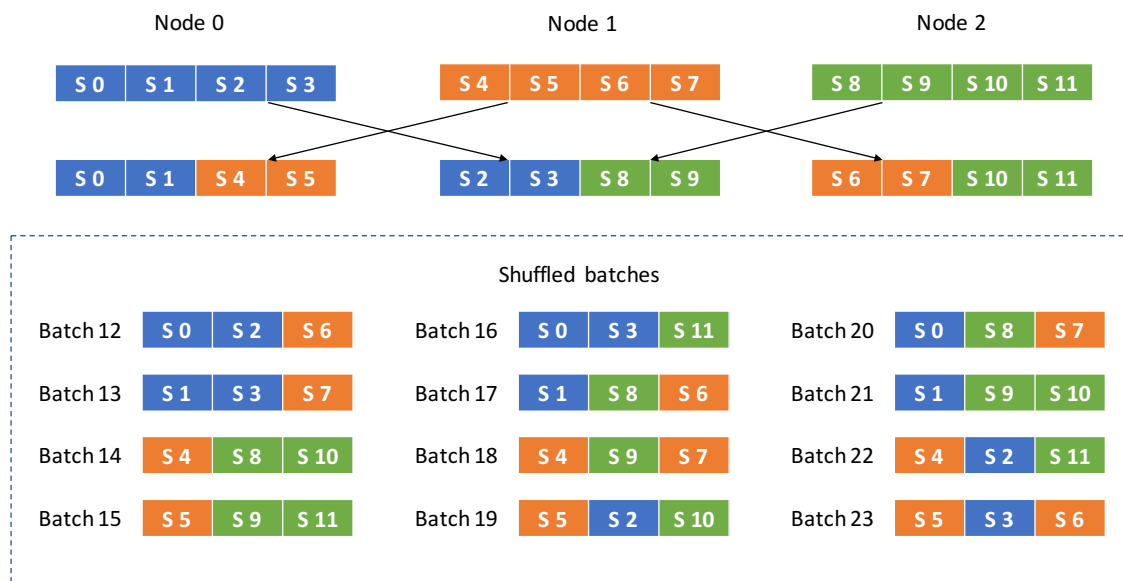 Node 0 Node 1 Node 2
S 0 S 1 S 2 S 3 S 4 S 5 S 6 S 7 S 8 S 9 S 10 S 11
S 0 S 1 S 4 S 5 S 2 S 3 S 8 S 9 S 6 S 7 S 10 S 11
Shuffled batches
Batch 12 S 0 S 2 S 6 Batch 16 S 0 S 3 S 11 Batch 20 S 0 S 8 S 7
Batch 13 S 1 S 3 S 7 Batch 17 S 1 S 8 S 6 Batch 21 S 1 S 9 S 10
Batch 14 S 4 S 8 S 10 Batch 18 S 4 S 9 S 7 Batch 22 S 4 S 2 S 11
Batch 15 S 5 S 9 S 11 Batch 19 S 5 S 2 S 10 Batch 23 S 5 S 3 S 6